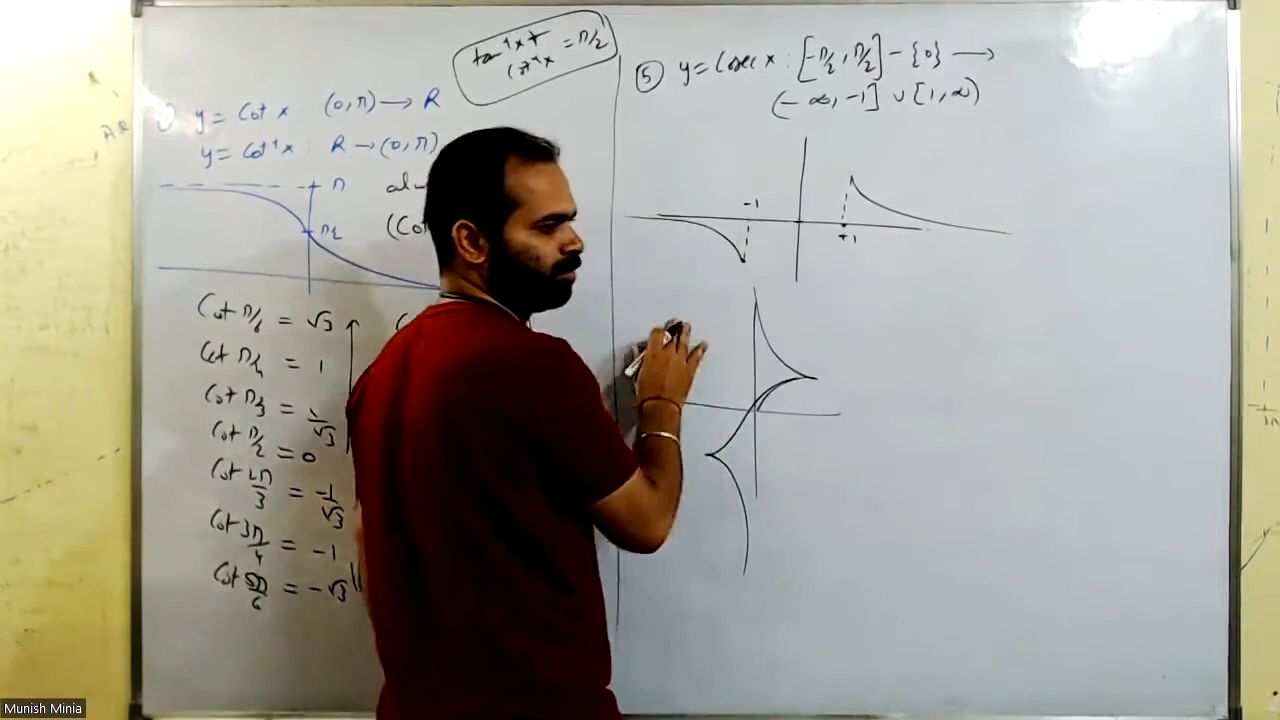 tan⁻¹x +
cot⁻¹x = π/2
y = Cot x (0, π) → R
y = Cot⁻¹x : R → (0, π)
π
π/2
al
(Co
Cot π/6 = √3
Cot π/4 = 1
Cot π/3 = 1/√3
Cot π/2 = 0
Cot 2π/3 = -1/√3
Cot 3π/4 = -1
Cot 5π/6 = -√3
⑤ y = Cosec x : [-π/2, π/2] - {0} →
(-∞, -1] ∪ [1, ∞)
-1
+1
Munish Minia